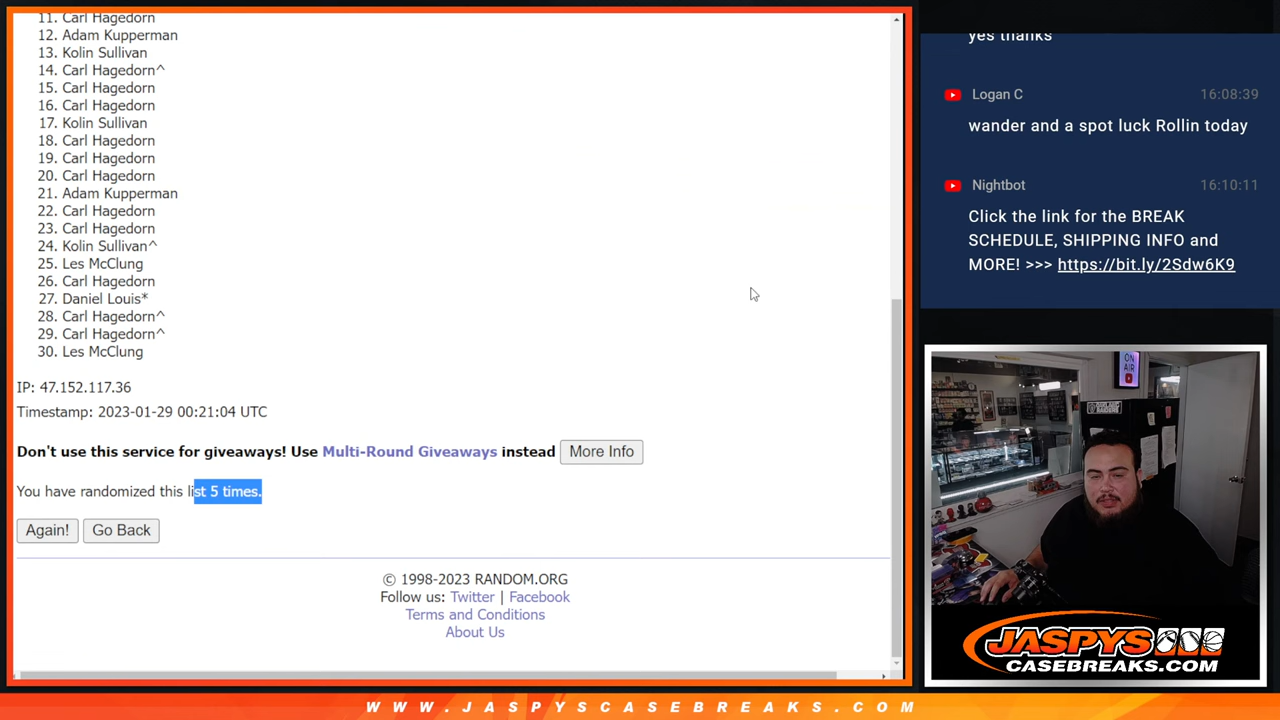 11. Carl Hagedorn
12. Adam Kupperman
13. Kolin Sullivan
14. Carl Hagedorn^
15. Carl Hagedorn
16. Carl Hagedorn
17. Kolin Sullivan
18. Carl Hagedorn
19. Carl Hagedorn
20. Carl Hagedorn
21. Adam Kupperman
22. Carl Hagedorn
23. Carl Hagedorn
24. Kolin Sullivan^
25. Les McClung
26. Carl Hagedorn
27. Daniel Louis*
28. Carl Hagedorn^
29. Carl Hagedorn^
30. Les McClung
IP: 47.152.117.36
Timestamp: 2023-01-29 00:21:04 UTC
Don't use this service for giveaways! Use Multi-Round Giveaways instead More Info
You have randomized this list 5 times.
Again! Go Back
© 1998-2023 RANDOM.ORG
Follow us: Twitter | Facebook
Terms and Conditions
About Us
yes thanks
Logan C 16:08:39
wander and a spot luck Rollin today
Nightbot 16:10:11
Click the link for the BREAK
SCHEDULE, SHIPPING INFO and
MORE! >>> https://bit.ly/2Sdw6K9
ON
AIR
JASPYS
CASEBREAKS.COM
WWW.JASPYSCASEBREAKS.COM